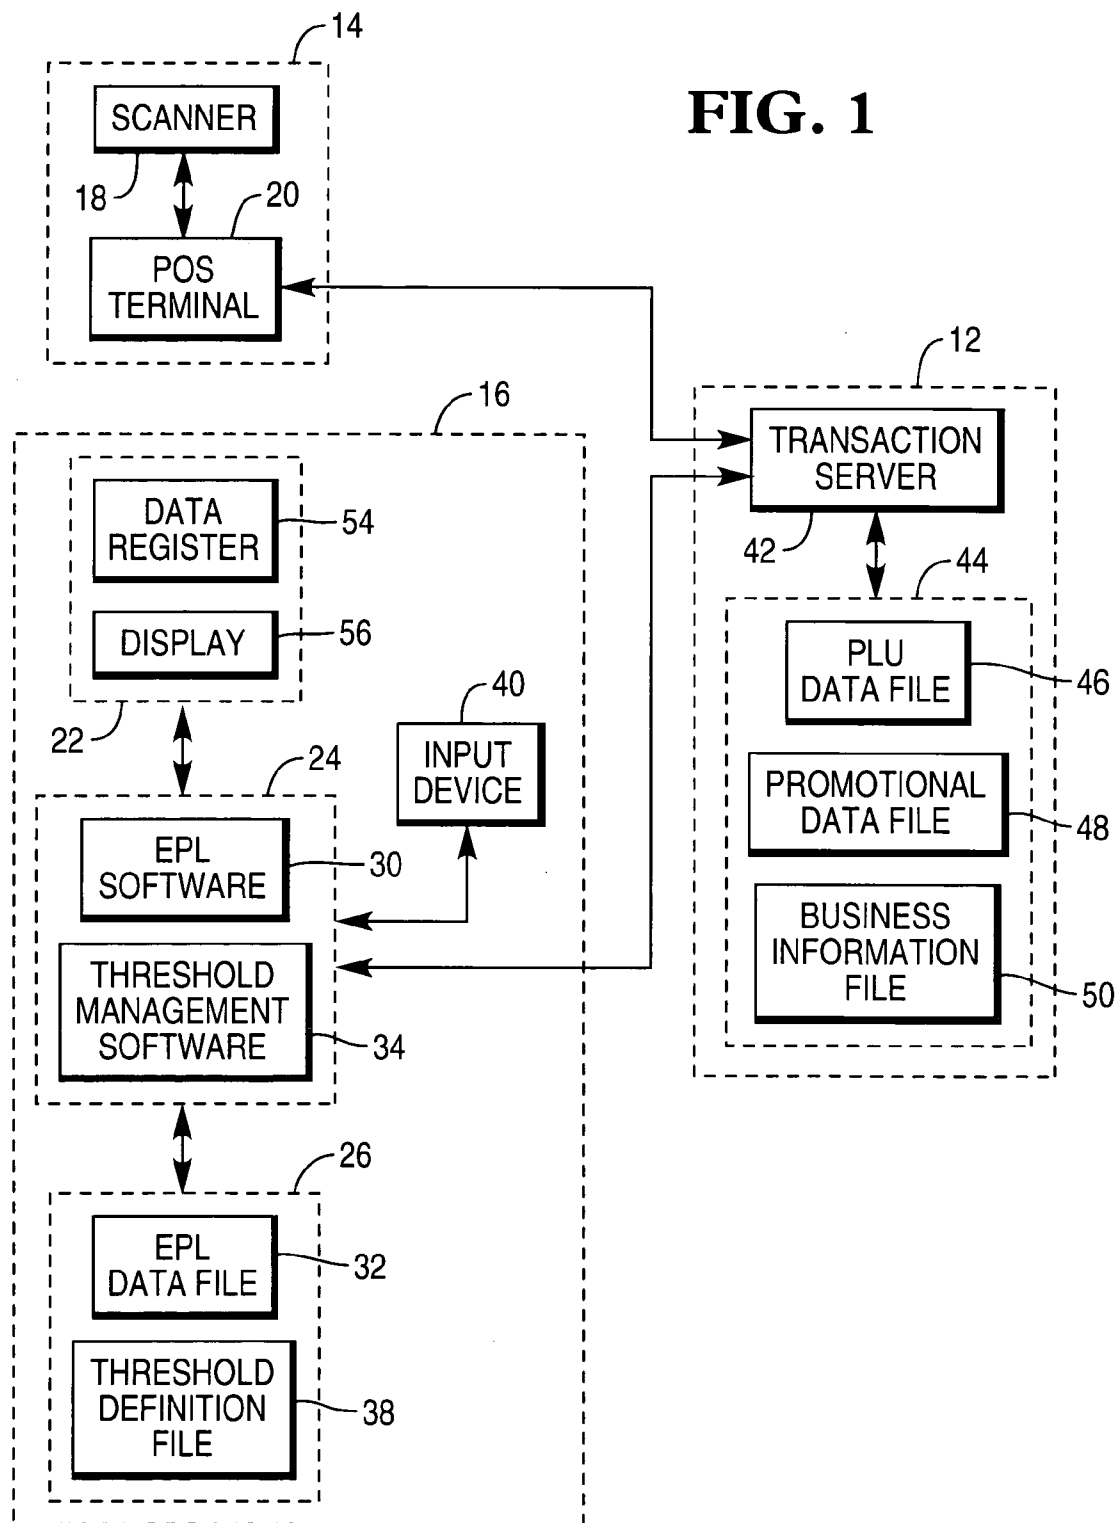 14
FIG. 1
SCANNER
18
20
POS
TERMINAL
12
16
TRANSACTION
SERVER
42
DATA
REGISTER
54
44
DISPLAY
56
PLU
DATA FILE
46
22
40
INPUT
DEVICE
24
PROMOTIONAL
DATA FILE
48
EPL
SOFTWARE
30
BUSINESS
INFORMATION
FILE
50
THRESHOLD
MANAGEMENT
SOFTWARE
34
26
EPL
DATA FILE
32
THRESHOLD
DEFINITION
FILE
38